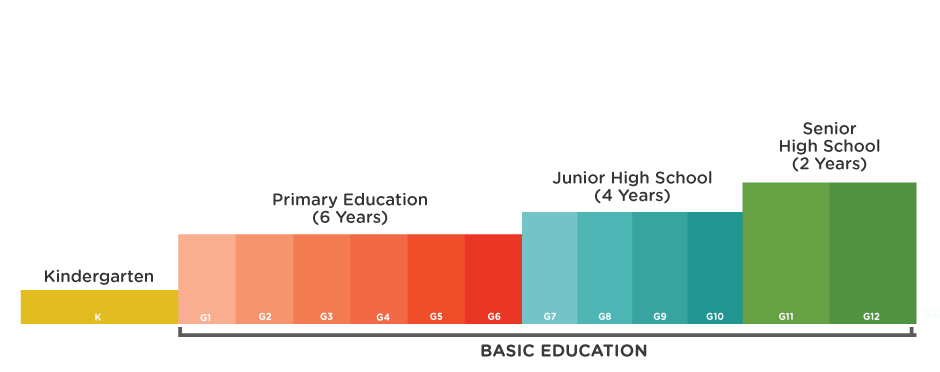 Senior
High School
(2 Years)
Junior High School
(4 Years)
Primary Education
(6 Years)
Kindergarten
K
G1
G2
G3
G4
G5
G6
G7
G8
G9
G10
G11
G12
BASIC EDUCATION